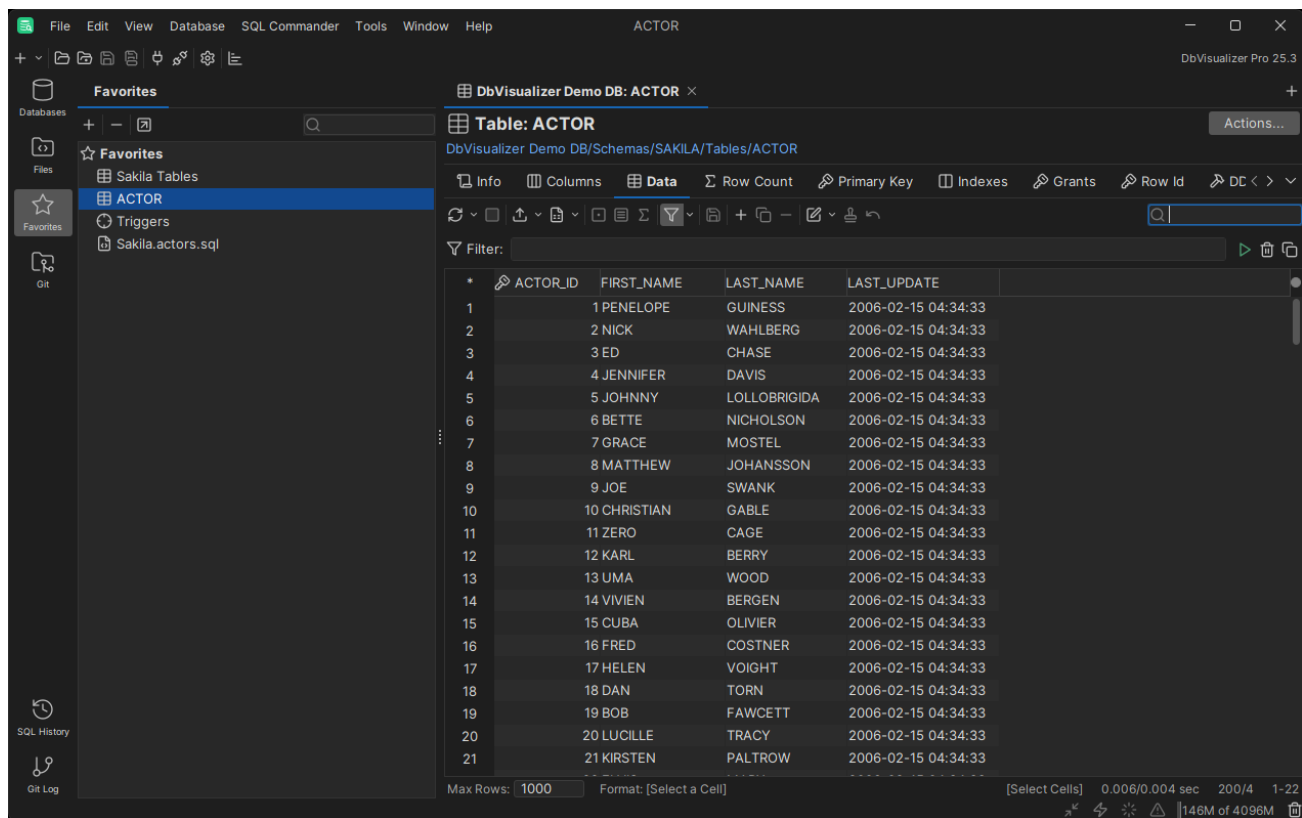 File Edit View Database SQL Commander Tools Window Help ACTOR
DbVisualizer Pro 25.3
Databases
Files
Favorites
Git
SQL History
Git Log
Favorites
Favorites
Sakila Tables
ACTOR
Triggers
Sakila.actors.sql
DbVisualizer Demo DB: ACTOR
Table: ACTOR
Actions...
DbVisualizer Demo DB/Schemas/SAKILA/Tables/ACTOR
Info Columns Data Row Count Primary Key Indexes Grants Row Id
Filter:
* ACTOR_ID FIRST_NAME LAST_NAME LAST_UPDATE
1 1 PENELOPE GUINESS 2006-02-15 04:34:33
2 2 NICK WAHLBERG 2006-02-15 04:34:33
3 3 ED CHASE 2006-02-15 04:34:33
4 4 JENNIFER DAVIS 2006-02-15 04:34:33
5 5 JOHNNY LOLLOBRIGIDA 2006-02-15 04:34:33
6 6 BETTE NICHOLSON 2006-02-15 04:34:33
7 7 GRACE MOSTEL 2006-02-15 04:34:33
8 8 MATTHEW JOHANSSON 2006-02-15 04:34:33
9 9 JOE SWANK 2006-02-15 04:34:33
10 10 CHRISTIAN GABLE 2006-02-15 04:34:33
11 11 ZERO CAGE 2006-02-15 04:34:33
12 12 KARL BERRY 2006-02-15 04:34:33
13 13 UMA WOOD 2006-02-15 04:34:33
14 14 VIVIEN BERGEN 2006-02-15 04:34:33
15 15 CUBA OLIVIER 2006-02-15 04:34:33
16 16 FRED COSTNER 2006-02-15 04:34:33
17 17 HELEN VOIGHT 2006-02-15 04:34:33
18 18 DAN TORN 2006-02-15 04:34:33
19 19 BOB FAWCETT 2006-02-15 04:34:33
20 20 LUCILLE TRACY 2006-02-15 04:34:33
21 21 KIRSTEN PALTROW 2006-02-15 04:34:33
Max Rows: 1000 Format: [Select a Cell] [Select Cells] 0.006/0.004 sec 200/4 1-22
146M of 4096M